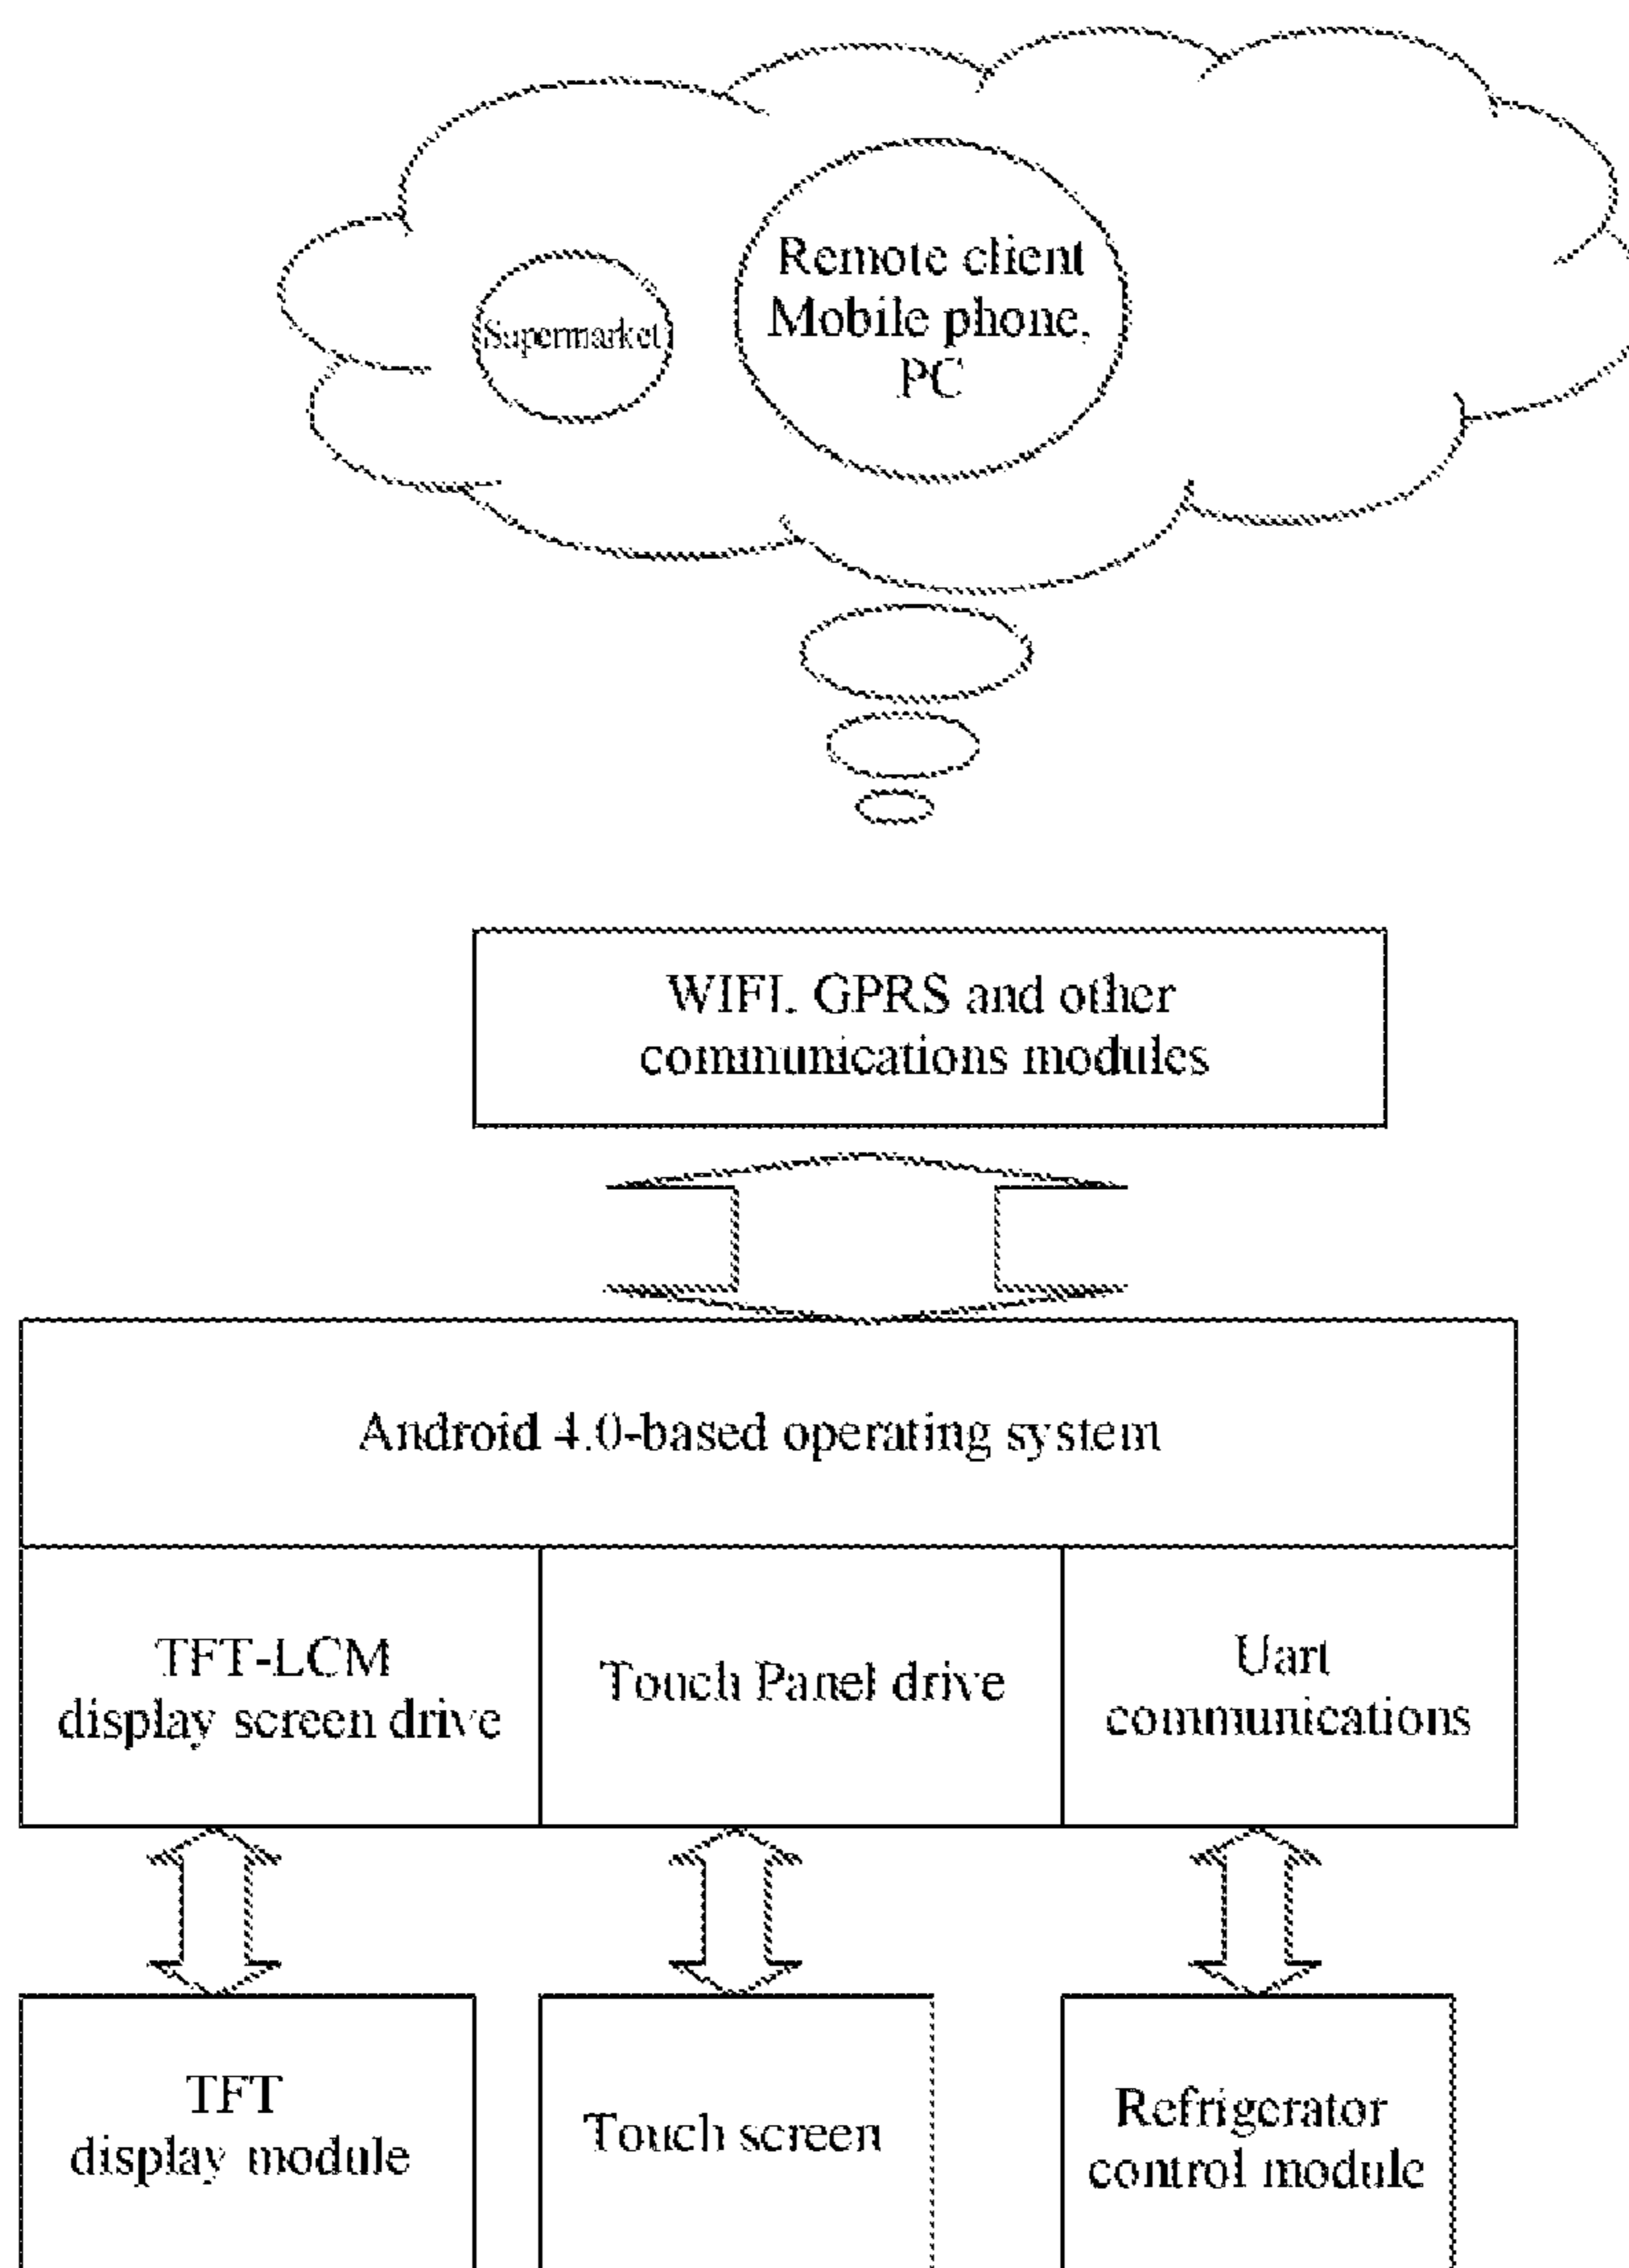 Remote client
Mobile phone,
PC
Supermarket
WIFI, GPRS and other
communications modules
Android 4.0-based operating system
TFT-LCM
display screen drive
Touch Panel drive
Uart
communications
TFT
display module
Touch screen
Refrigerator
control module